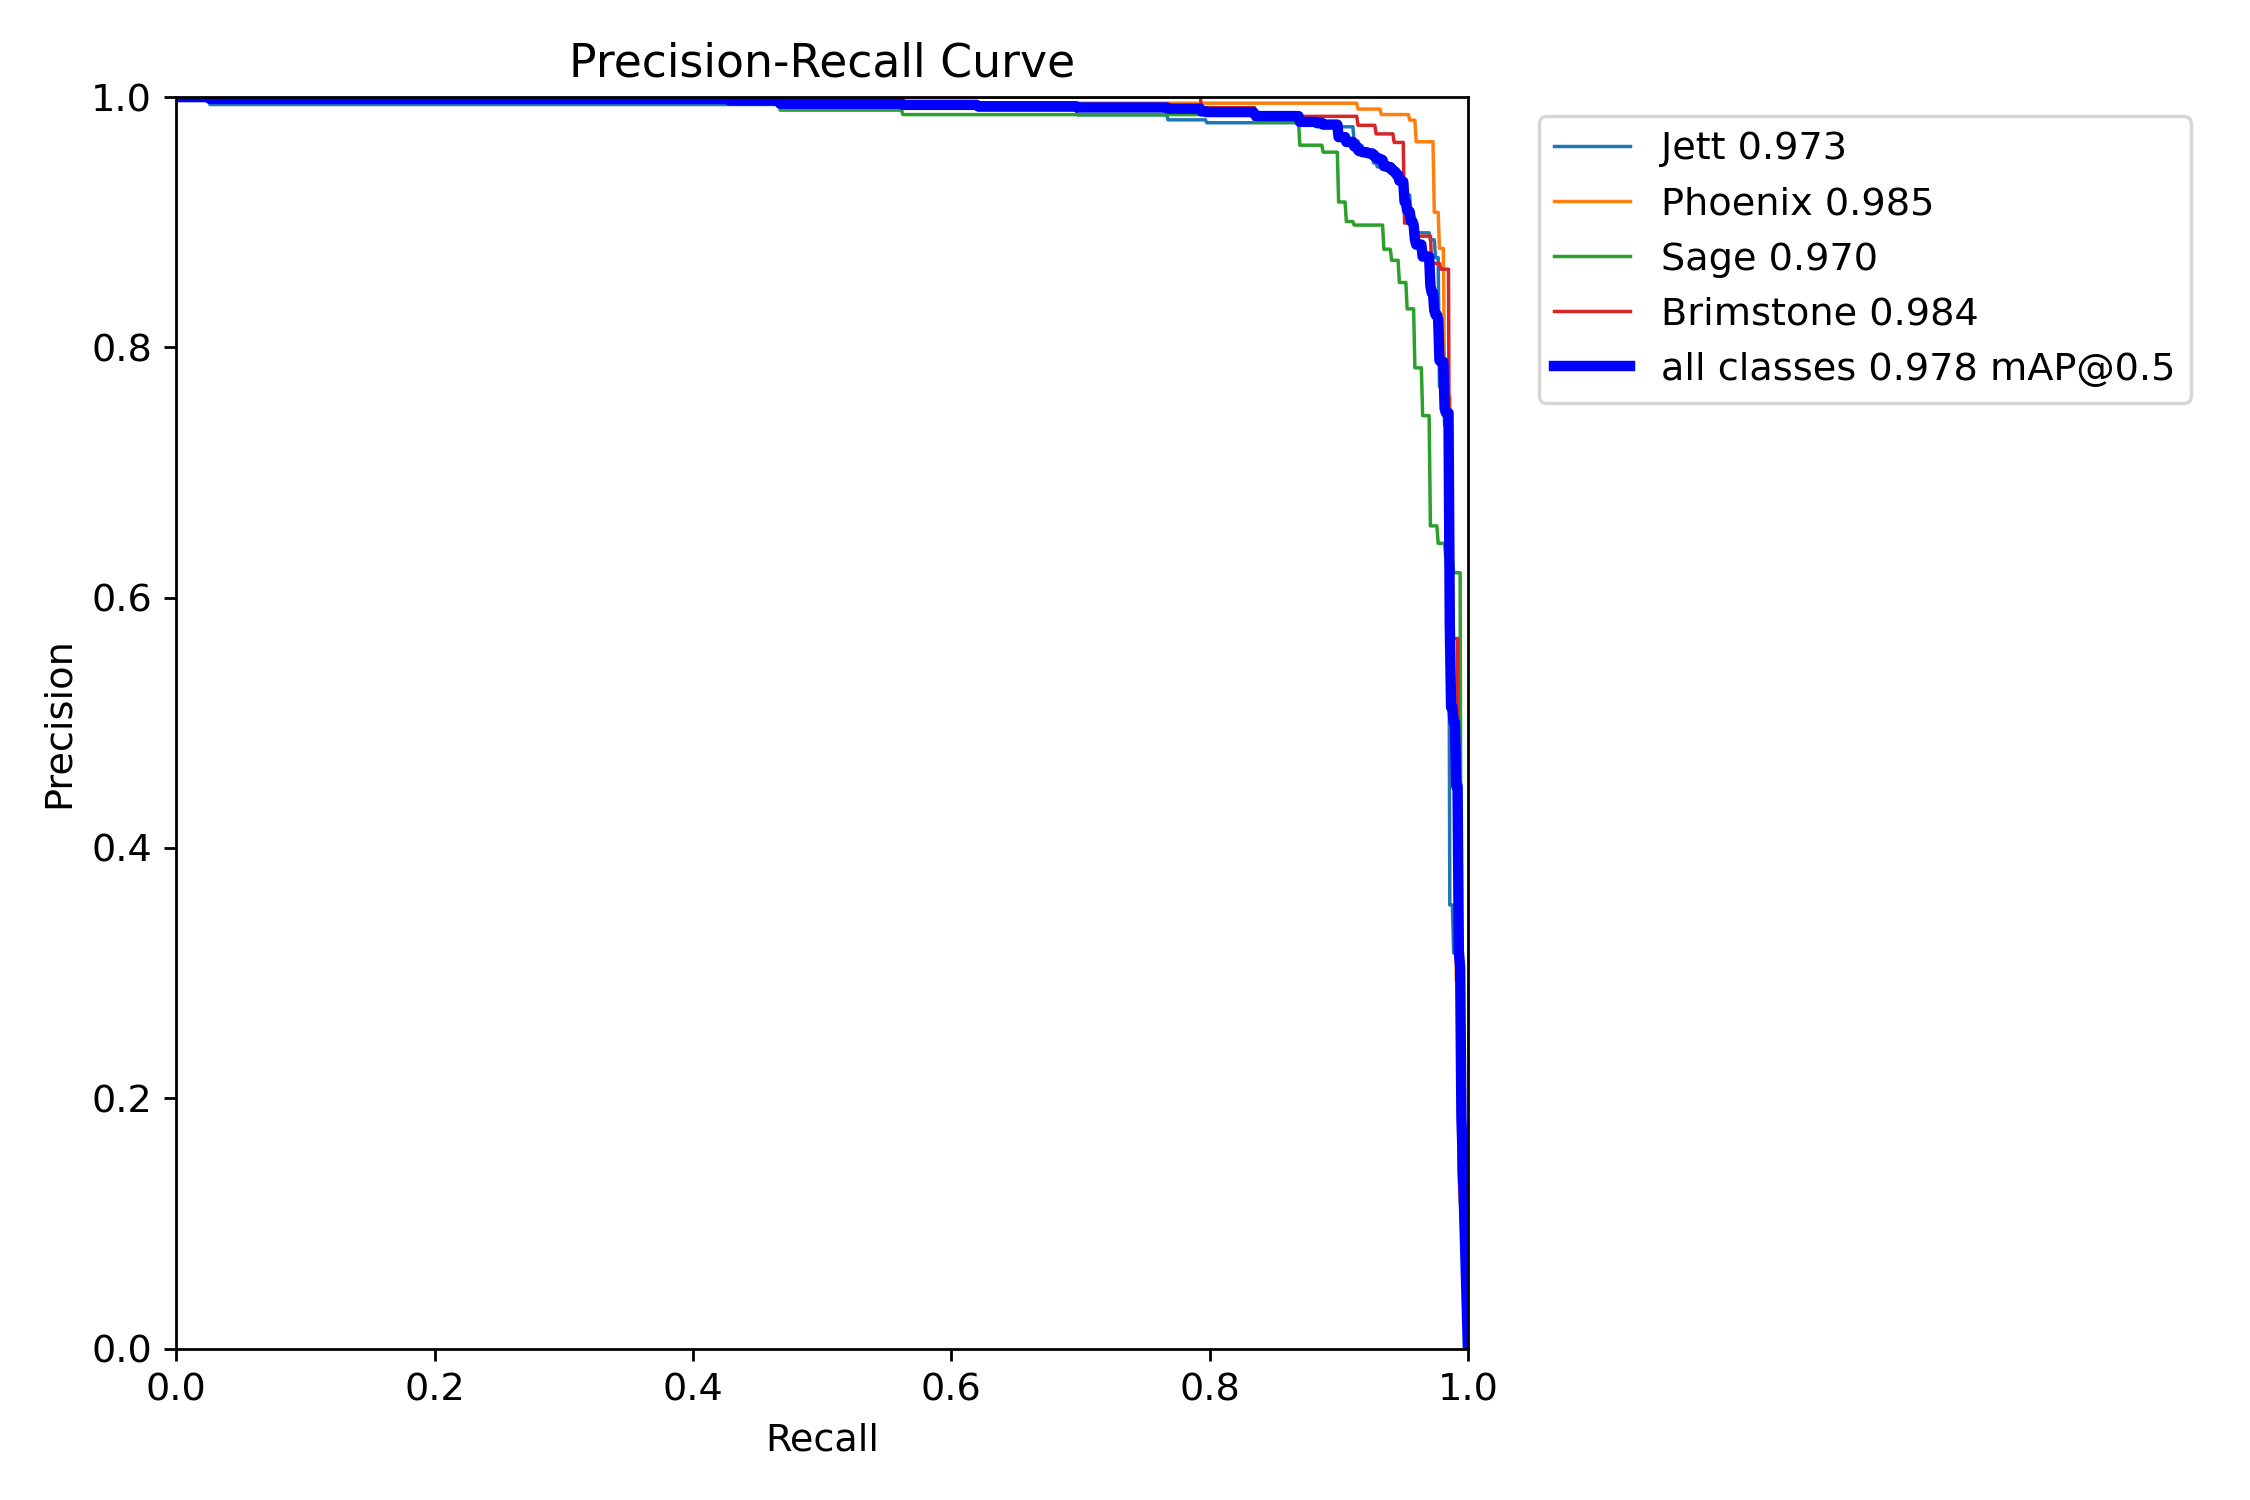 Precision-Recall Curve
Jett 0.973
Phoenix 0.985
Sage 0.970
Brimstone 0.984
all classes 0.978 mAP@0.5
1.0
0.8
0.6
0.4
0.2
0.0
Precision
0.0 0.2 0.4 0.6 0.8 1.0
Recall